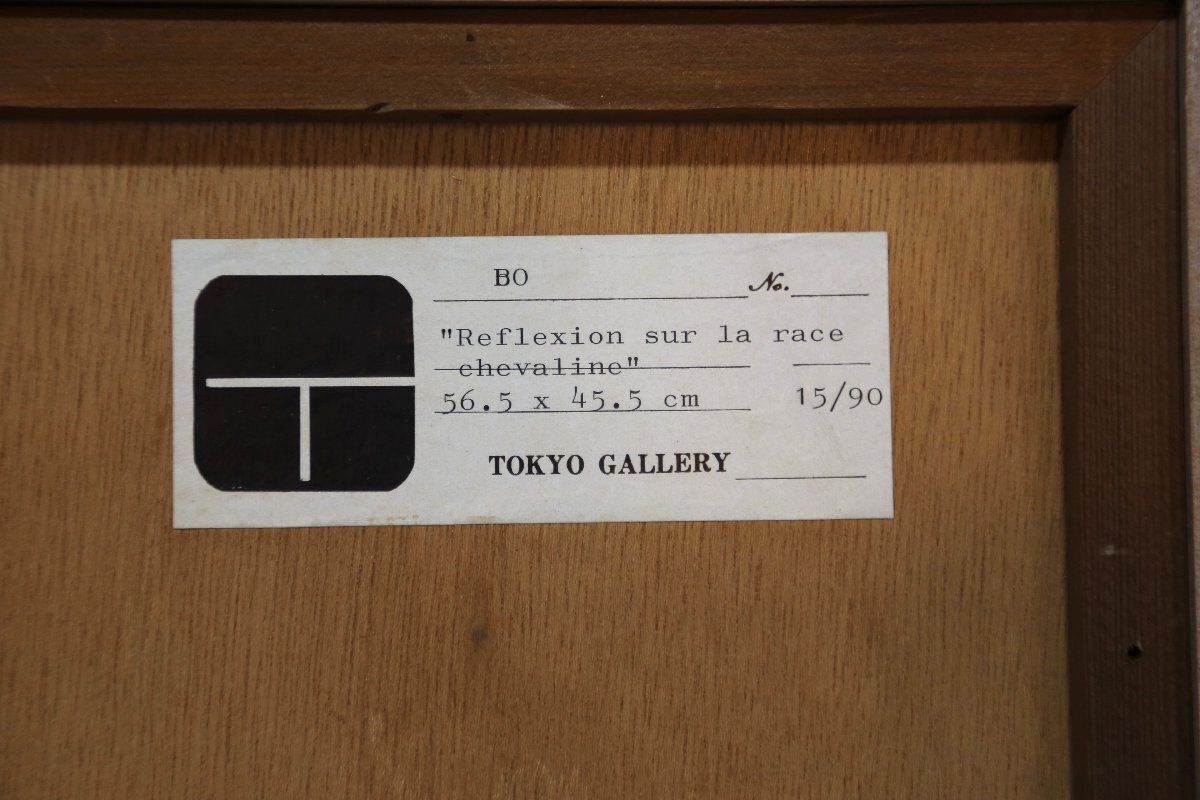 BO No.
"Reflexion sur la race
chevaline"
56.5 x 45.5 cm 15/90
TOKYO GALLERY